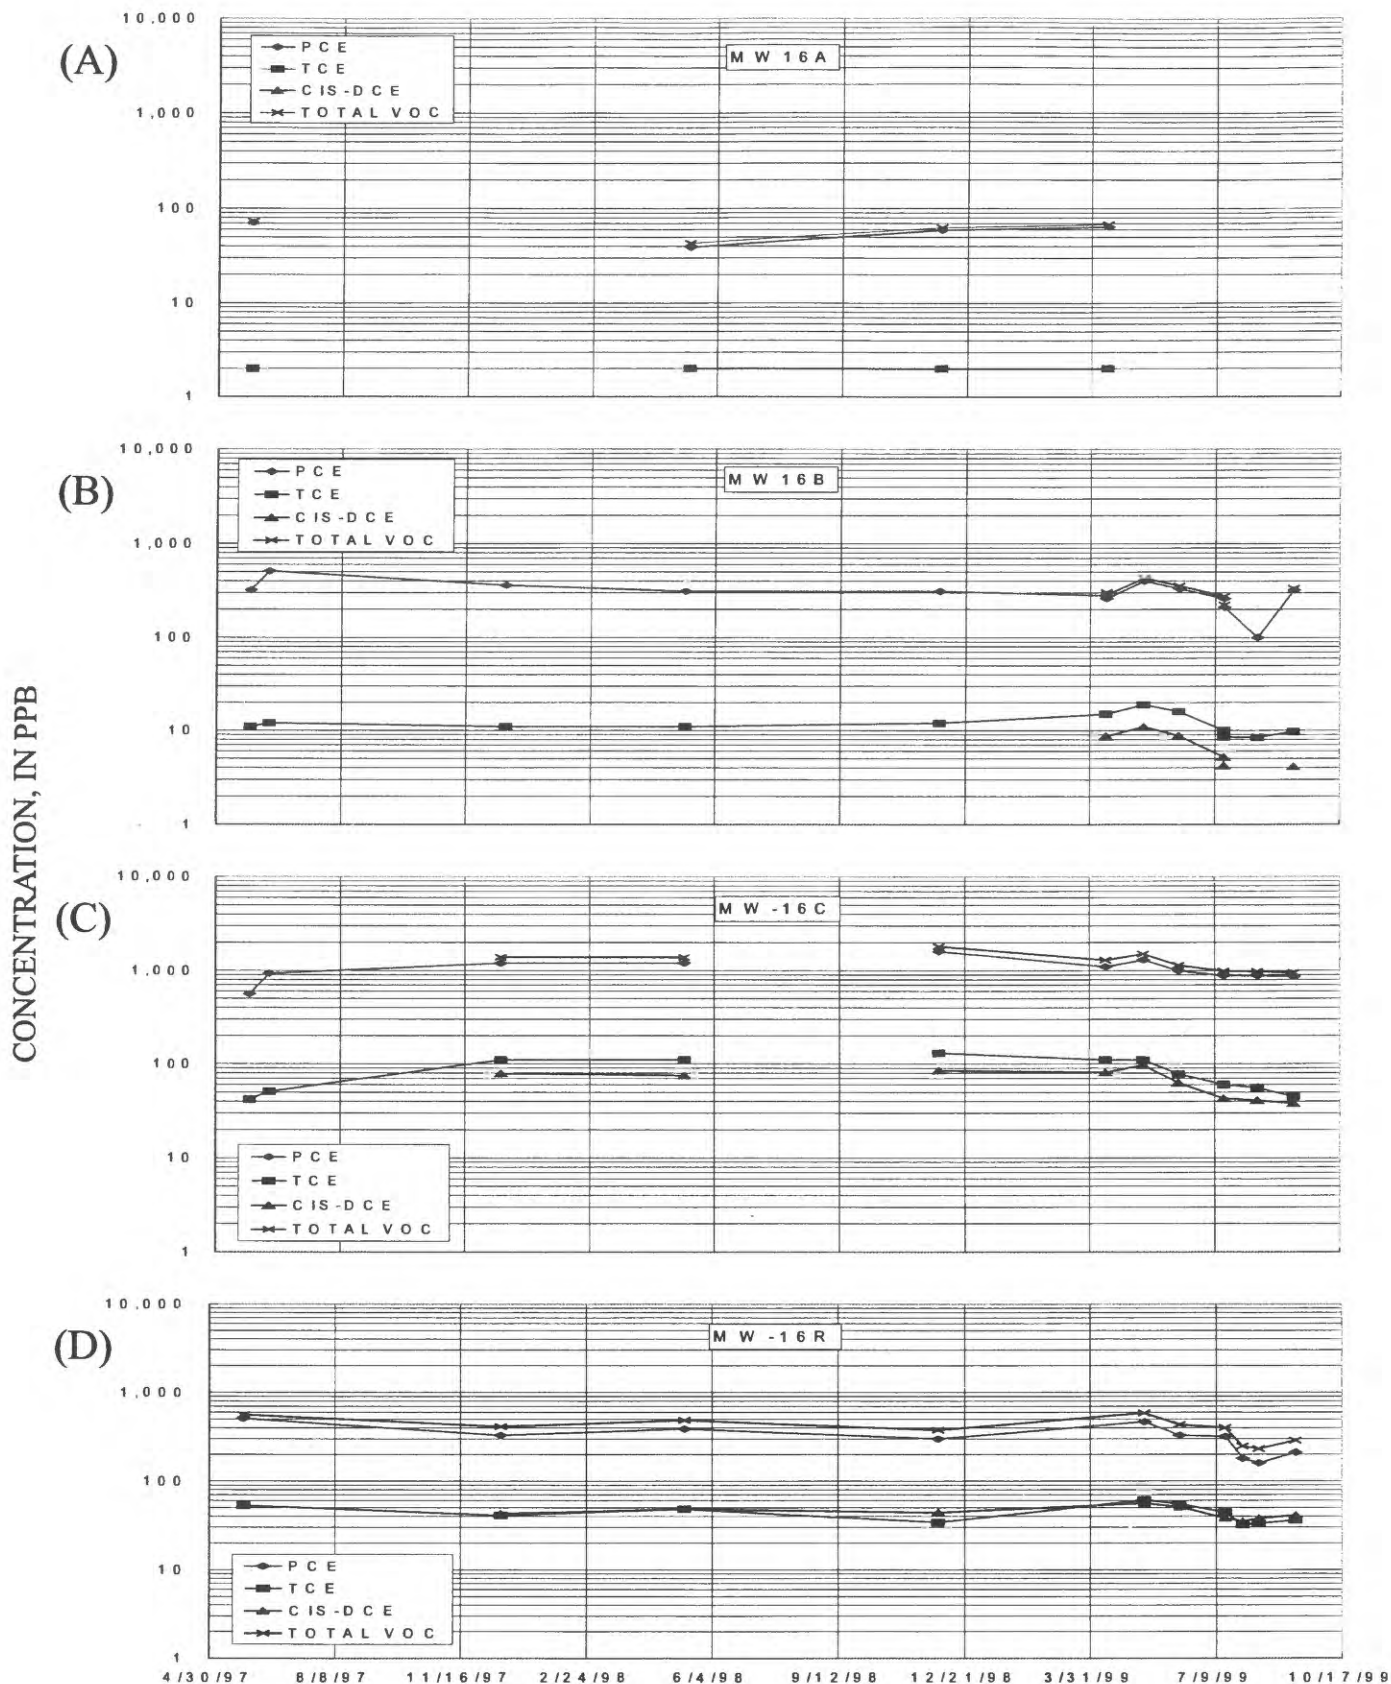 (A)
10,000
1,000
100
10
1
PCE
TCE
CIS-DCE
TOTAL VOC
MW 16A
(B)
10,000
1,000
100
10
1
PCE
TCE
CIS-DCE
TOTAL VOC
MW 16B
CONCENTRATION, IN PPB
(C)
10,000
1,000
100
10
1
MW -16C
PCE
TCE
CIS-DCE
TOTAL VOC
(D)
10,000
1,000
100
10
1
MW -16R
PCE
TCE
CIS-DCE
TOTAL VOC
4/30/97 8/8/97 11/16/97 2/24/98 6/4/98 9/12/98 12/21/98 3/31/99 7/9/99 10/17/99